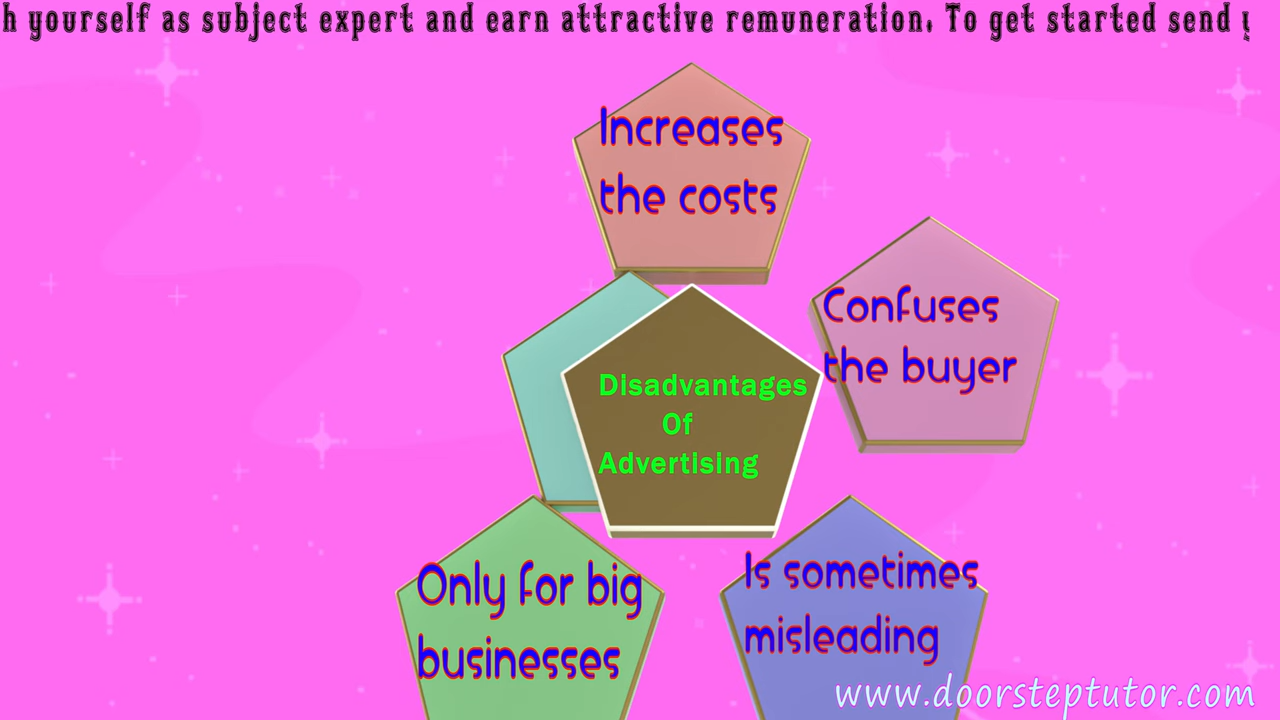 h yourself as subject expert and earn attractive remuneration. To get started send
Increases
the costs
Confuses
the buyer
Disadvantages
Of
Advertising
Only for big
businesses
Is sometimes
misleading
www.doorsteptutor.com